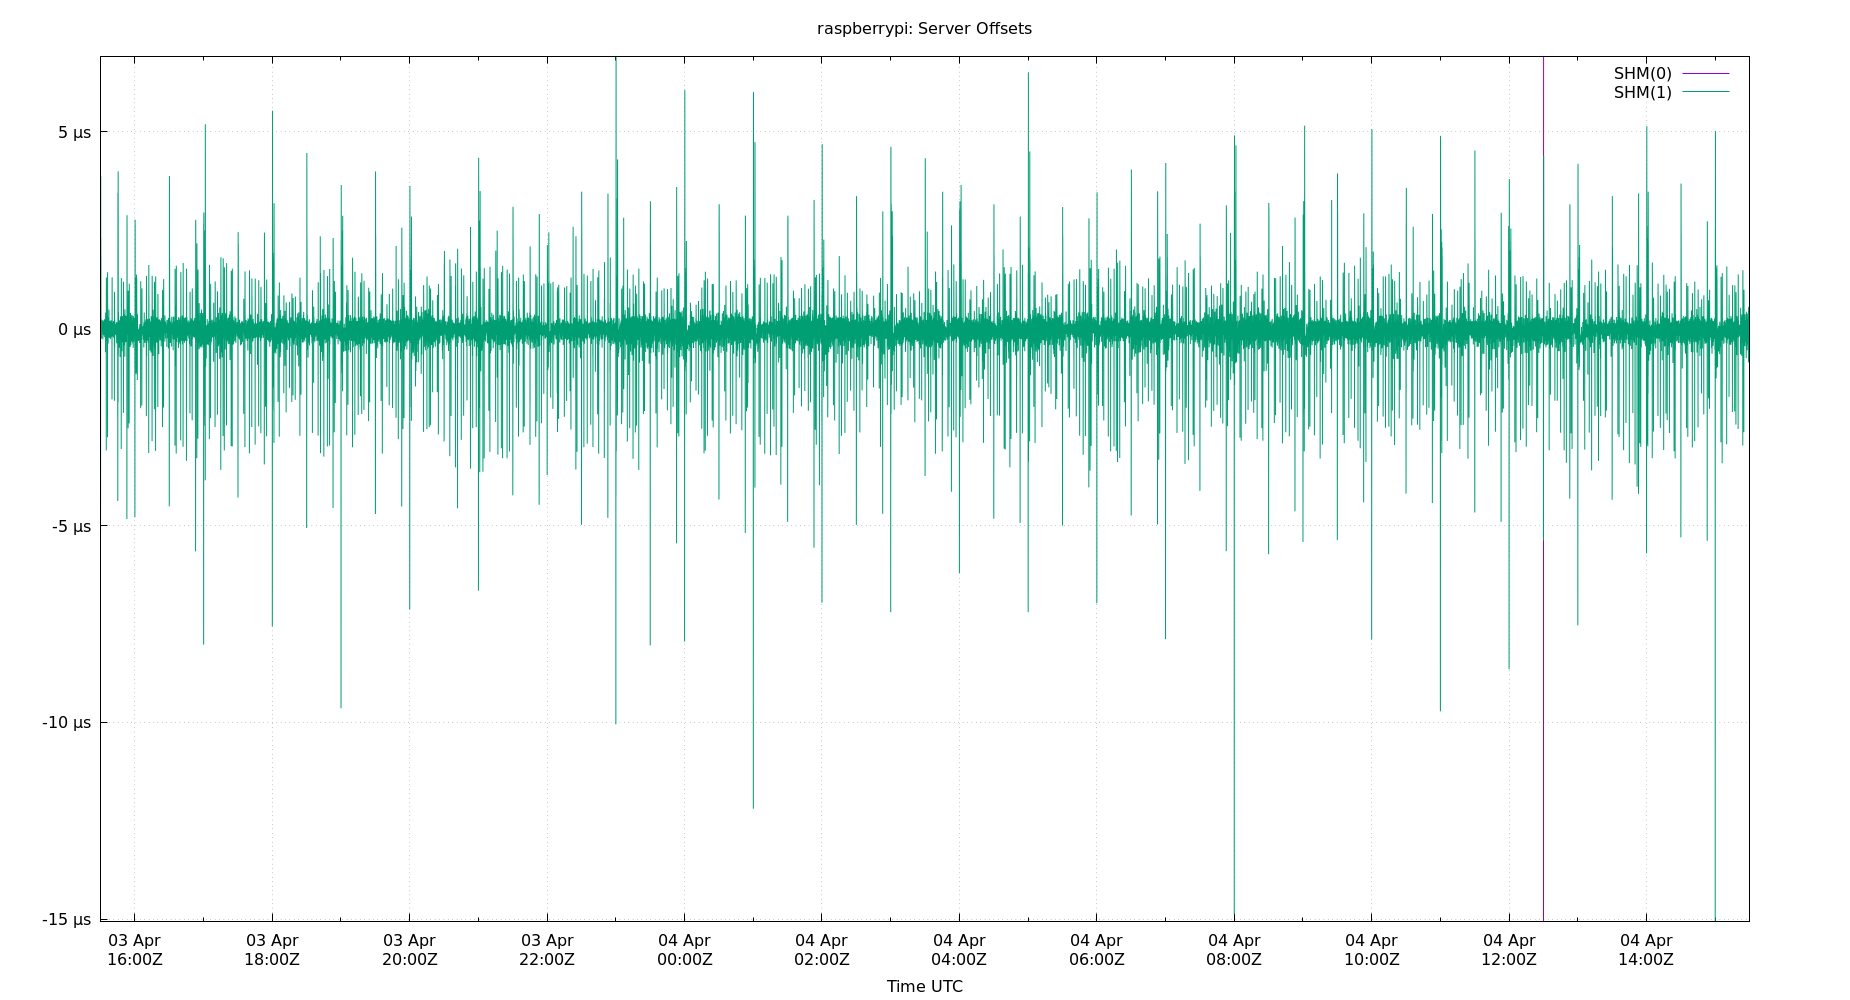 raspberrypi: Server Offsets
SHM(0)
SHM(1)
5 µs
0 µs
-5 µs
-10 µs
-15 µs
03 Apr 03 Apr 03 Apr 03 Apr 04 Apr 04 Apr 04 Apr 04 Apr 04 Apr 04 Apr 04 Apr 04 Apr
16:00Z 18:00Z 20:00Z 22:00Z 00:00Z 02:00Z 04:00Z 06:00Z 08:00Z 10:00Z 12:00Z 14:00Z
Time UTC